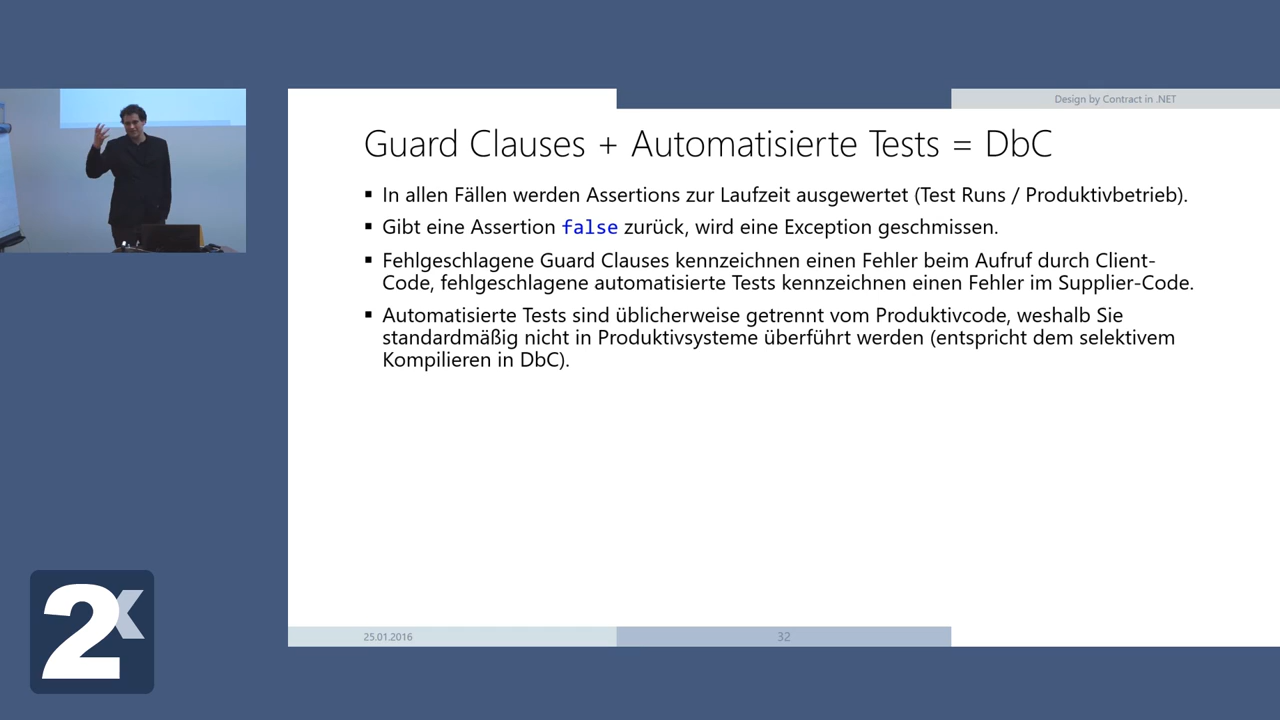 Design by Contract in .NET
Guard Clauses + Automatisierte Tests = DbC
▪ In allen Fällen werden Assertions zur Laufzeit ausgewertet (Test Runs / Produktivbetrieb).
▪ Gibt eine Assertion false zurück, wird eine Exception geschmissen.
▪ Fehlgeschlagene Guard Clauses kennzeichnen einen Fehler beim Aufruf durch Client-
Code, fehlgeschlagene automatisierte Tests kennzeichnen einen Fehler im Supplier-Code.
▪ Automatisierte Tests sind üblicherweise getrennt vom Produktivcode, weshalb Sie
standardmäßig nicht in Produktivsysteme überführt werden (entspricht dem selektivem
Kompilieren in DbC).
2x
25.01.2016
32